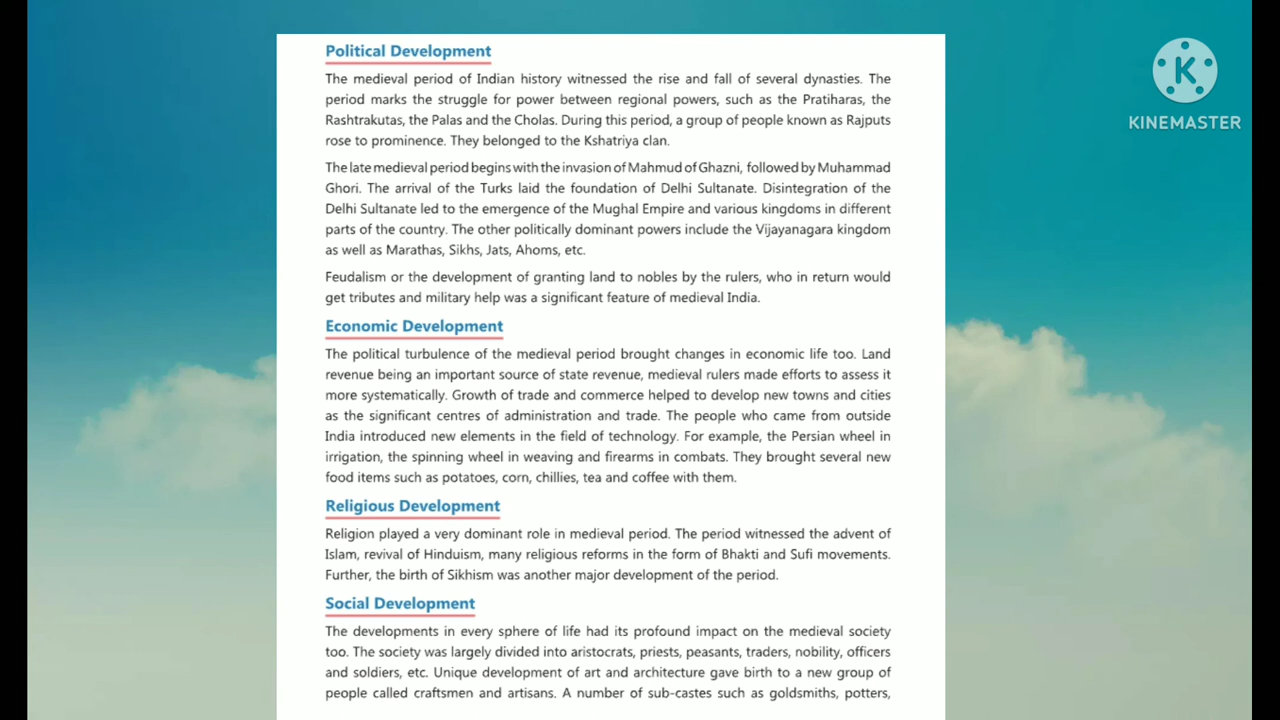 Political Development
The medieval period of Indian history witnessed the rise and fall of several dynasties. The
period marks the struggle for power between regional powers, such as the Pratiharas, the
Rashtrakutas, the Palas and the Cholas. During this period, a group of people known as Rajputs
rose to prominence. They belonged to the Kshatriya clan.
The late medieval period begins with the invasion of Mahmud of Ghazni, followed by Muhammad
Ghori. The arrival of the Turks laid the foundation of Delhi Sultanate. Disintegration of the
Delhi Sultanate led to the emergence of the Mughal Empire and various kingdoms in different
parts of the country. The other politically dominant powers include the Vijayanagara kingdom
as well as Marathas, Sikhs, Jats, Ahoms, etc.
Feudalism or the development of granting land to nobles by the rulers, who in return would
get tributes and military help was a significant feature of medieval India.
Economic Development
The political turbulence of the medieval period brought changes in economic life too. Land
revenue being an important source of state revenue, medieval rulers made efforts to assess it
more systematically. Growth of trade and commerce helped to develop new towns and cities
as the significant centres of administration and trade. The people who came from outside
India introduced new elements in the field of technology. For example, the Persian wheel in
irrigation, the spinning wheel in weaving and firearms in combats. They brought several new
food items such as potatoes, corn, chillies, tea and coffee with them.
Religious Development
Religion played a very dominant role in medieval period. The period witnessed the advent of
Islam, revival of Hinduism, many religious reforms in the form of Bhakti and Sufi movements.
Further, the birth of Sikhism was another major development of the period.
Social Development
The developments in every sphere of life had its profound impact on the medieval society
too. The society was largely divided into aristocrats, priests, peasants, traders, nobility, officers
and soldiers, etc. Unique development of art and architecture gave birth to a new group of
people called craftsmen and artisans. A number of sub-castes such as goldsmiths, potters,
K
KINEMASTER